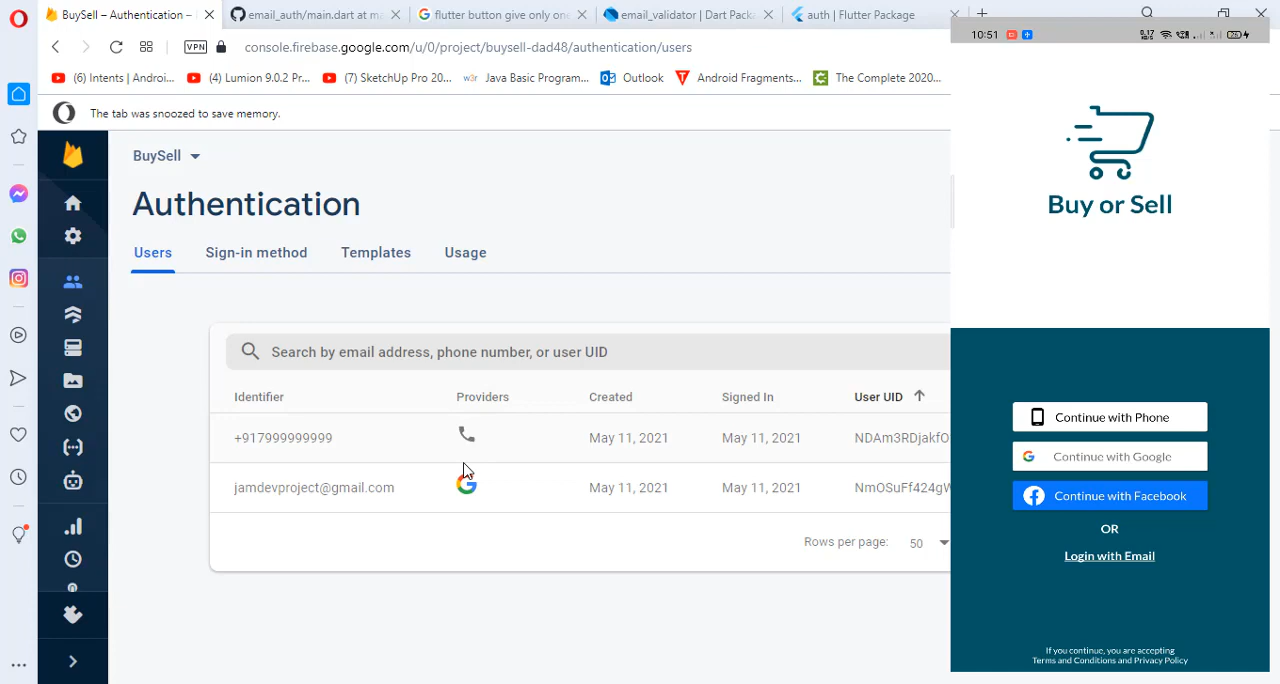 BuySell – Authentication –
email_auth/main.dart at m
flutter button give only one
email_validator | Dart Pack
auth | Flutter Package
VPN
console.firebase.google.com/u/0/project/buysell-dad48/authentication/users
(6) Intents | Androi...
(4) Lumion 9.0.2 Pr...
(7) SketchUp Pro 20...
w3r Java Basic Program...
Outlook
Android Fragments...
The Complete 2020...
The tab was snoozed to save memory.
BuySell
Authentication
Users
Sign-in method
Templates
Usage
Search by email address, phone number, or user UID
Identifier
Providers
Created
Signed In
User UID
+917999999999
May 11, 2021
May 11, 2021
NDAm3RDjakfO
jamdevproject@gmail.com
May 11, 2021
May 11, 2021
NmOSuFf424gW
Rows per page:
50
10:51
Buy or Sell
Continue with Phone
Continue with Google
Continue with Facebook
OR
Login with Email
If you continue, you are accepting
Terms and Conditions and Privacy Policy